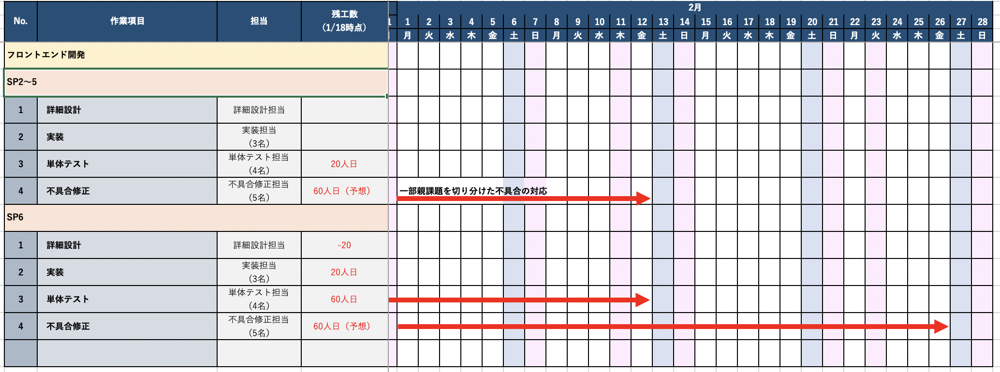 No. 作業項目 担当 残工数
（1/18時点）
2月
1 1 2 3 4 5 6 7 8 9 10 11 12 13 14 15 16 17 18 19 20 21 22 23 24 25 26 27 28
月 火 水 木 金 土 日 月 火 水 木 金 土 日 月 火 水 木 金 土 日 月 火 水 木 金 土 日
フロントエンド開発
SP2～5
1 詳細設計 詳細設計担当
2 実装 実装担当
（3名）
3 単体テスト 単体テスト担当
（4名） 20人日
4 不具合修正 不具合修正担当
（5名） 60人日（予想） 一部親課題を切り分けた不具合の対応
SP6
1 詳細設計 詳細設計担当 -20
2 実装 実装担当
（3名） 20人日
3 単体テスト 単体テスト担当
（4名） 60人日
4 不具合修正 不具合修正担当
（5名） 60人日（予想）